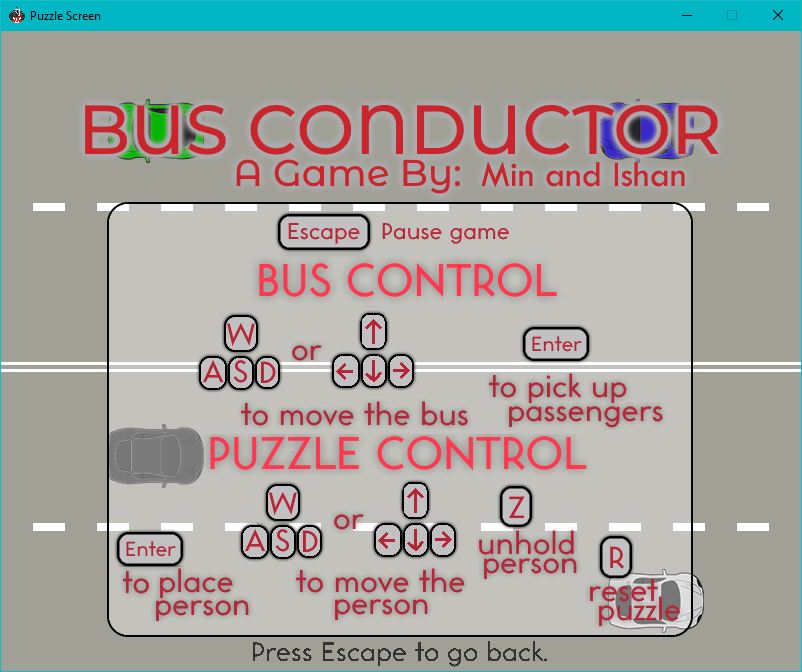 Puzzle Screen
BUS CONDUCTOR
A Game By: Min and Ishan
Escape Pause game
BUS CONTROL
W
A S D
or
↑
← ↓ →
to move the bus
Enter
to pick up
passengers
PUZZLE CONTROL
Enter
to place
person
W
A S D
or
↑
← ↓ →
to move the
person
Z
unhold
person
R
reset
puzzle
Press Escape to go back.